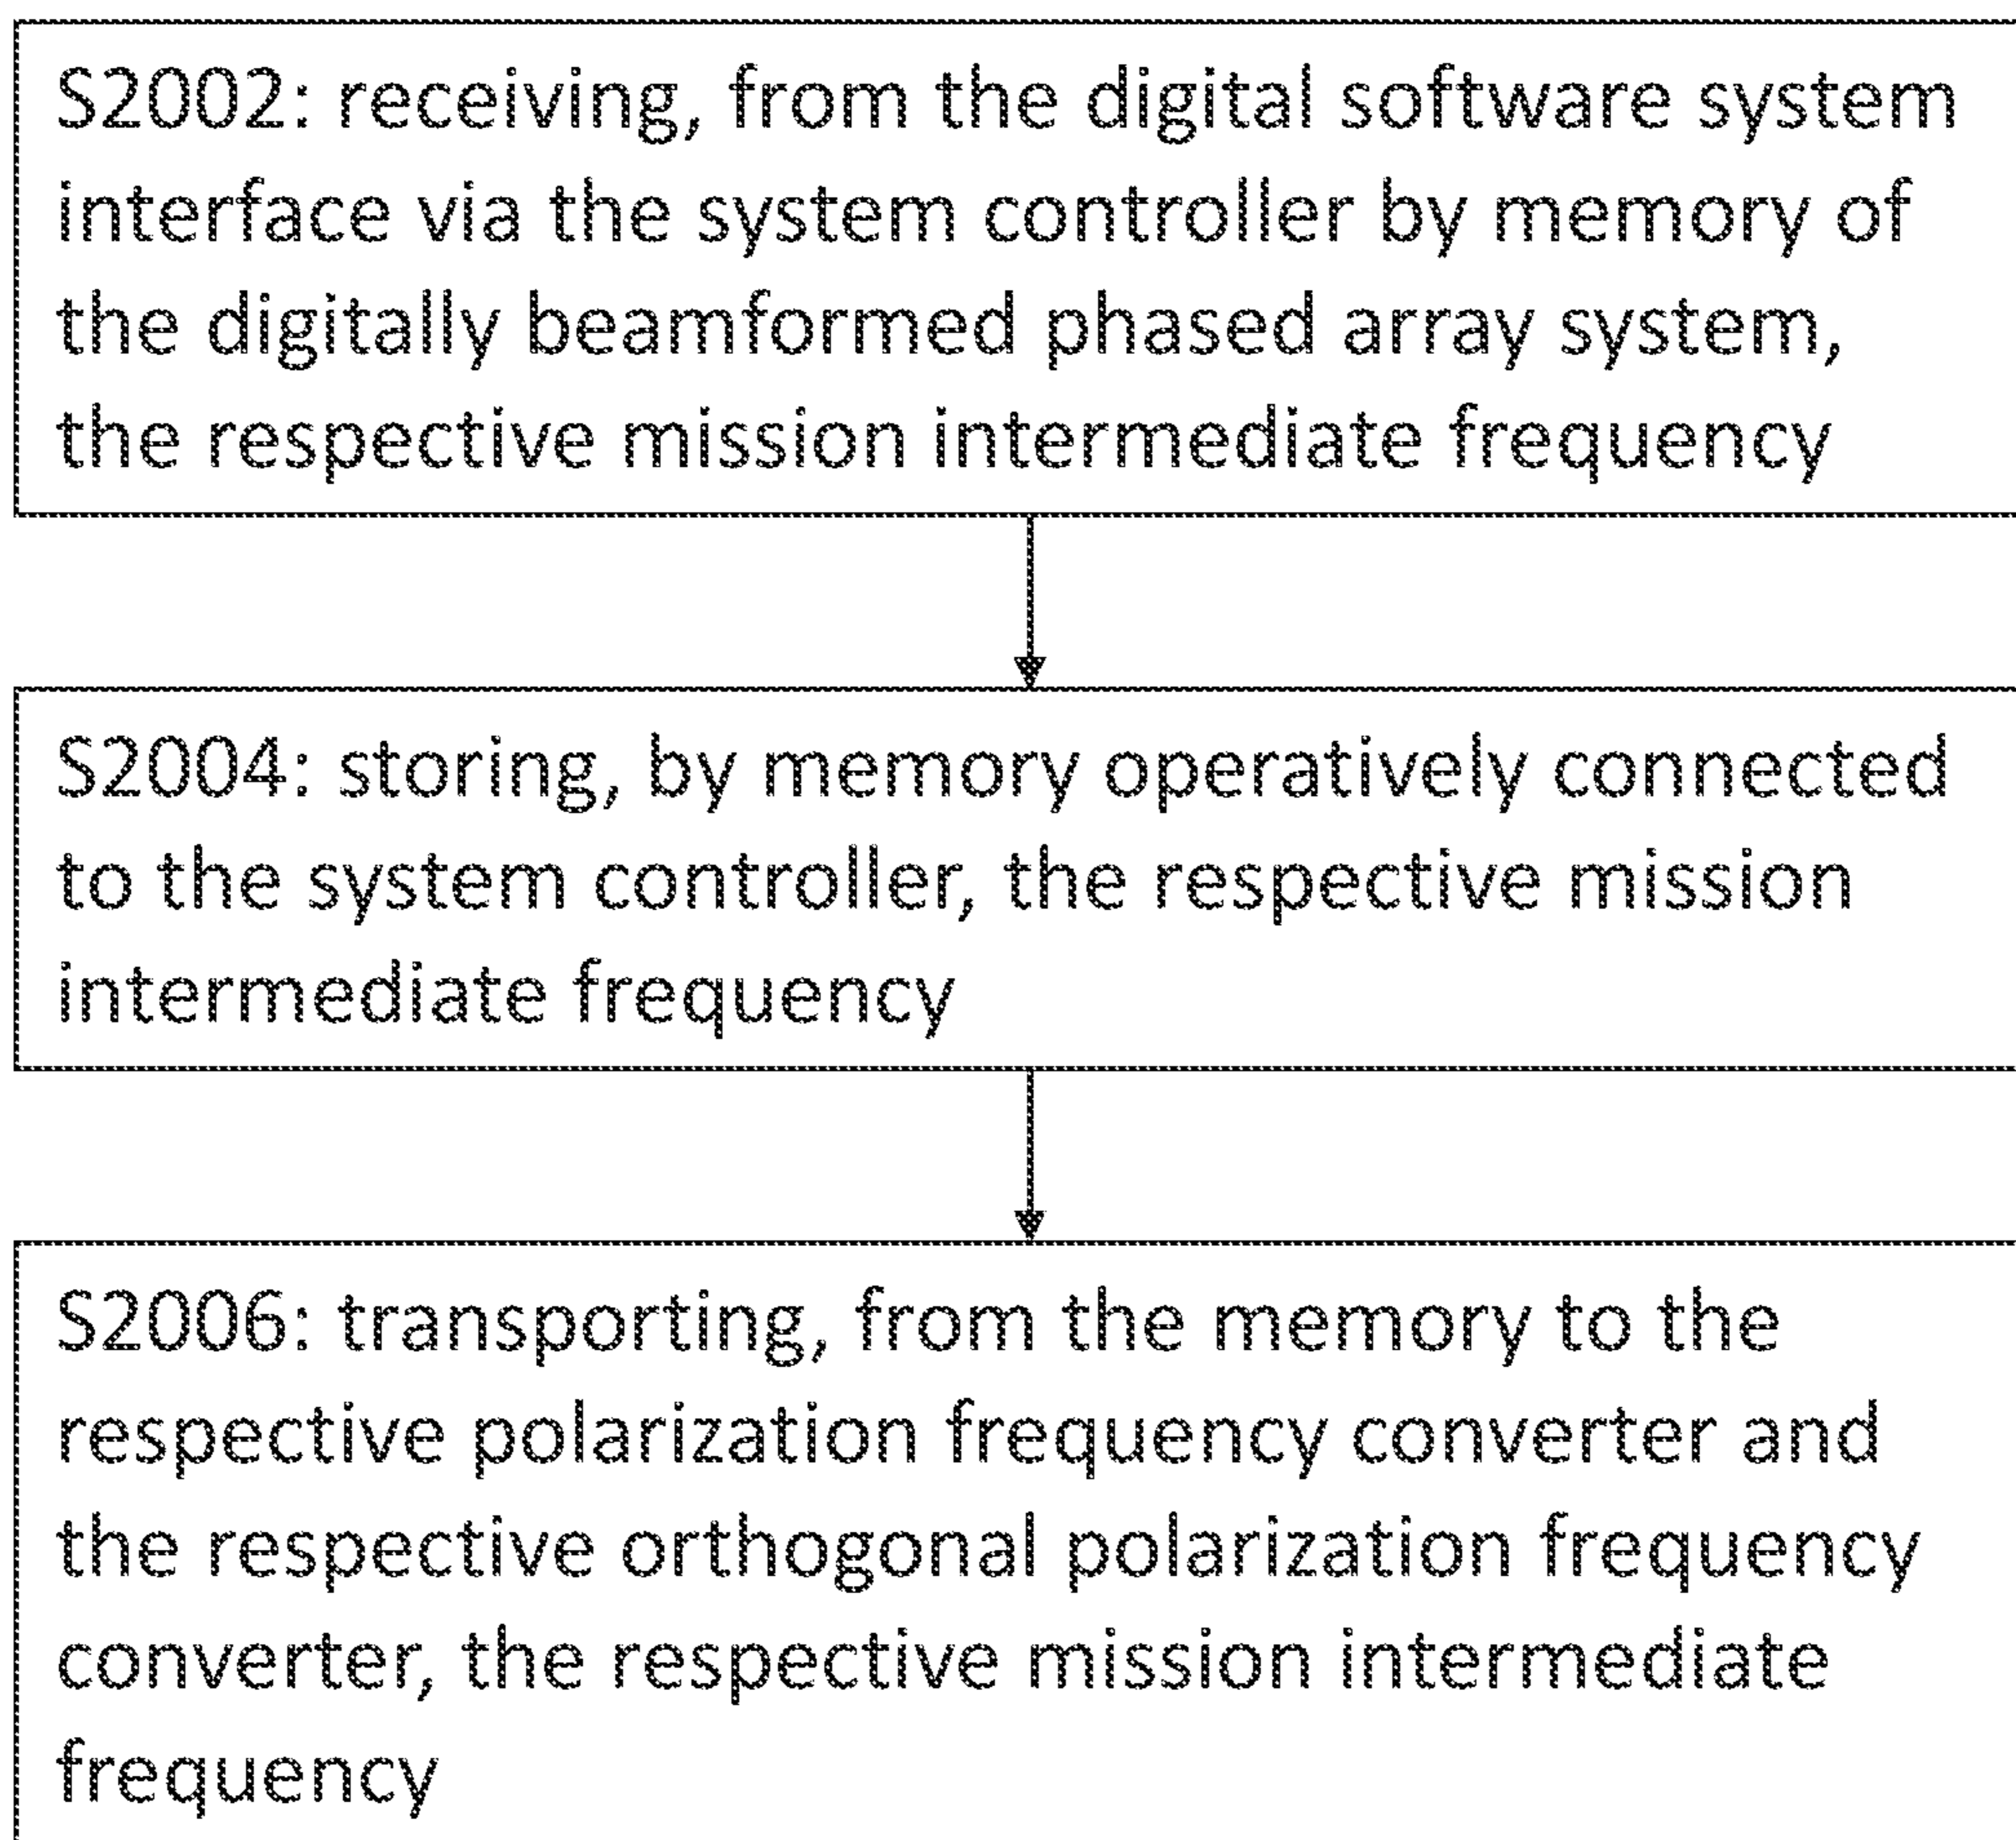 S2002: receiving, from the digital software system
interface via the system controller by memory of
the digitally beamformed phased array system,
the respective mission intermediate frequency
S2004: storing, by memory operatively connected
to the system controller, the respective mission
intermediate frequency
S2006: transporting, from the memory to the
respective polarization frequency converter and
the respective orthogonal polarization frequency
converter, the respective mission intermediate
frequency